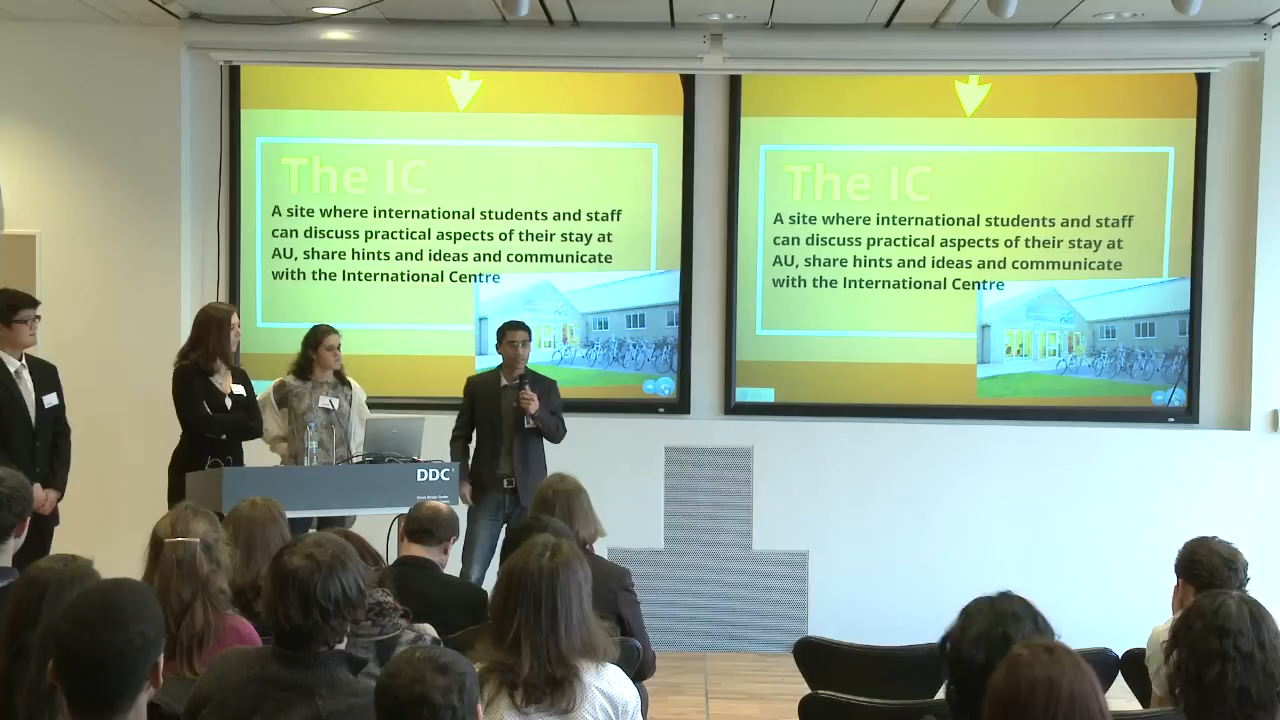 The IC
A site where international students and staff
can discuss practical aspects of their stay at
AU, share hints and ideas and communicate
with the International Centre
The IC
A site where international students and staff
can discuss practical aspects of their stay at
AU, share hints and ideas and communicate
with the International Centre
DDC